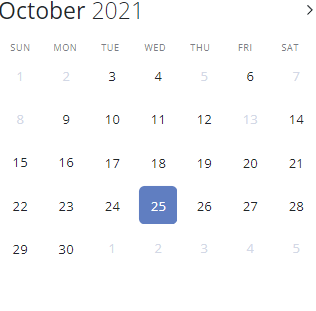 October 2021
SUN MON TUE WED THU FRI SAT
1 2 3 4 5 6 7
8 9 10 11 12 13 14
15 16 17 18 19 20 21
22 23 24 25 26 27 28
29 30 1 2 3 4 5